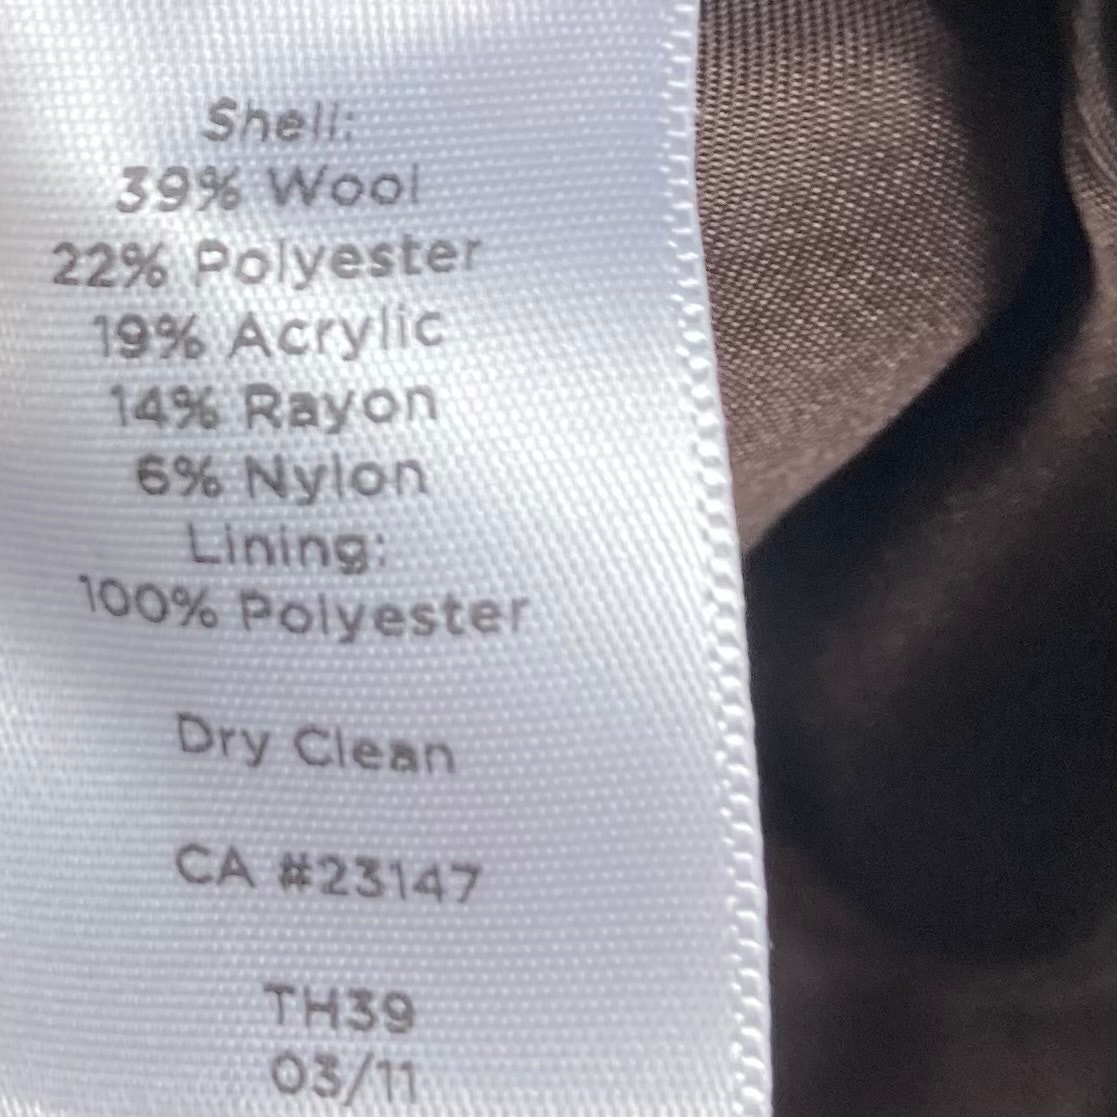 Shell:
39% Wool
22% Polyester
19% Acrylic
14% Rayon
6% Nylon
Lining:
100% Polyester
Dry Clean
CA #23147
TH39
03/11